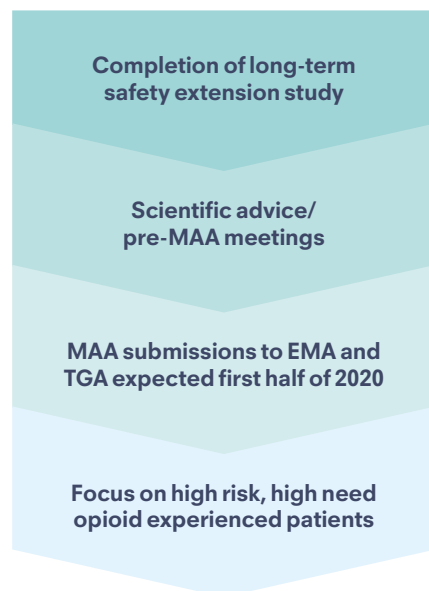 Completion of long-term
safety extension study
Scientific advice/
pre-MAA meetings
MAA submissions to EMA and
TGA expected first half of 2020
Focus on high risk, high need
opioid experienced patients